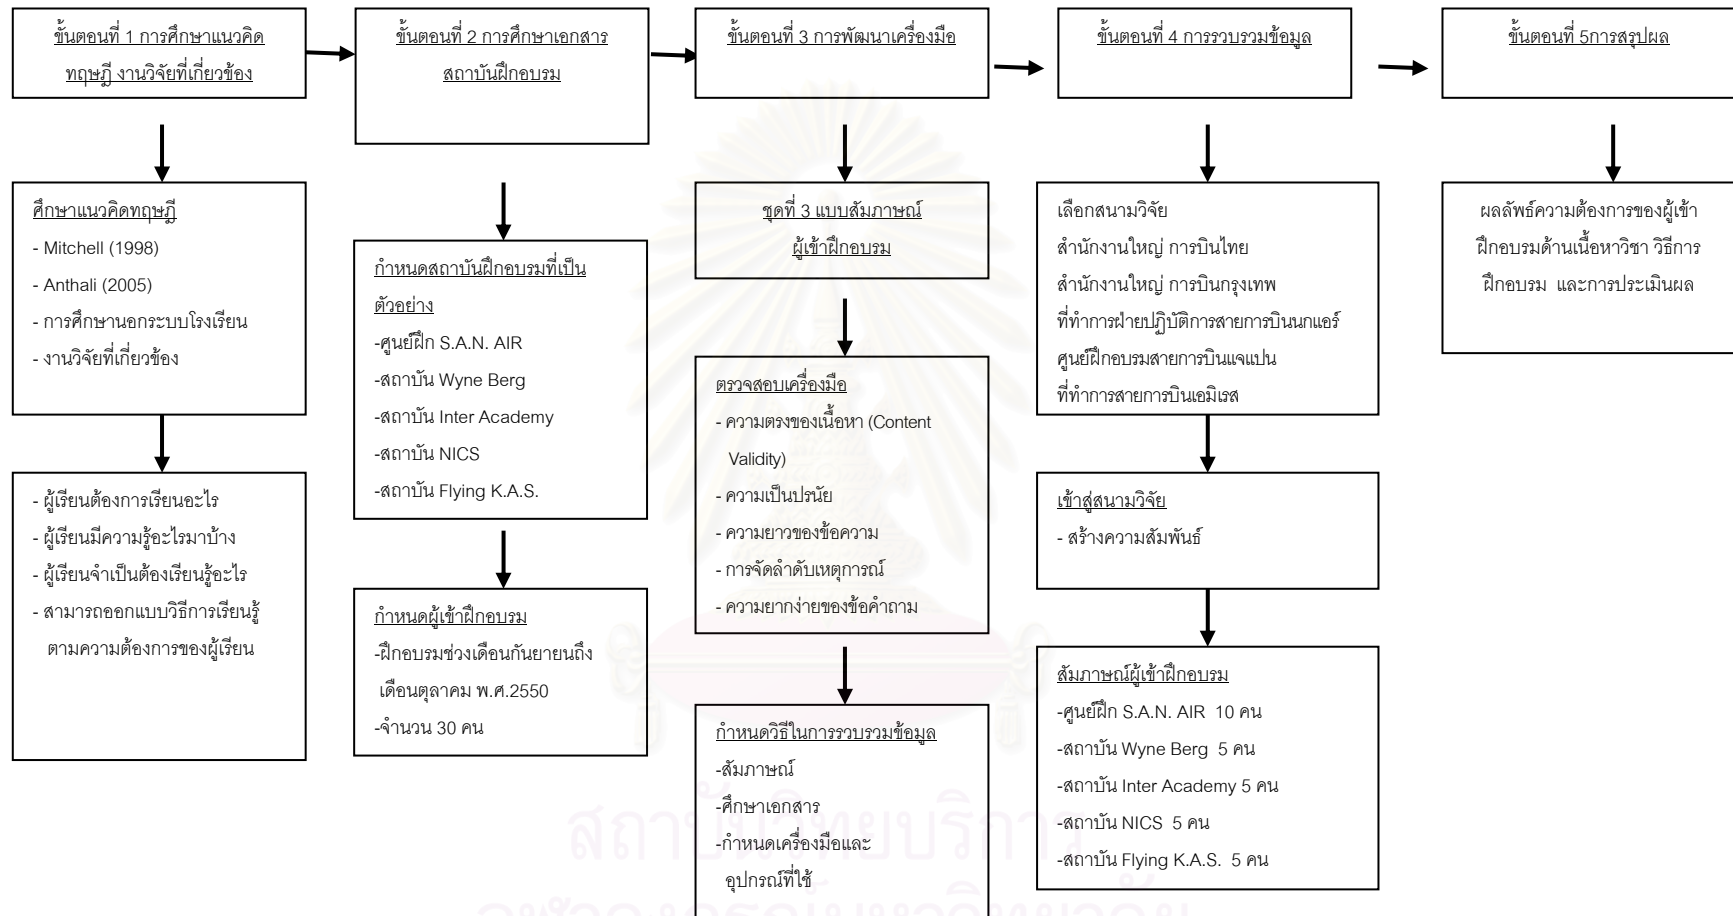 ขั้นตอนที่ 1 การศึกษาแนวคิด
ทฤษฎี งานวิจัยที่เกี่ยวข้อง
ขั้นตอนที่ 2 การศึกษาเอกสาร
สถาบันฝึกอบรม
ขั้นตอนที่ 3 การพัฒนาเครื่องมือ
ขั้นตอนที่ 4 การรวบรวมข้อมูล
ขั้นตอนที่ 5การสรุปผล
ศึกษาแนวคิดทฤษฎี
- Mitchell (1998)
- Anthali (2005)
- การศึกษานอกระบบโรงเรียน
- งานวิจัยที่เกี่ยวข้อง
- ผู้เรียนต้องการเรียนอะไร
- ผู้เรียนมีความรู้อะไรมาบ้าง
- ผู้เรียนจำเป็นต้องเรียนรู้อะไร
- สามารถออกแบบวิธีการเรียนรู้
ตามความต้องการของผู้เรียน
กำหนดสถาบันฝึกอบรมที่เป็น
ตัวอย่าง
-ศูนย์ฝึก S.A.N. AIR
-สถาบัน Wyne Berg
-สถาบัน Inter Academy
-สถาบัน NICS
-สถาบัน Flying K.A.S.
กำหนดผู้เข้าฝึกอบรม
-ฝึกอบรมช่วงเดือนกันยายนถึง
เดือนตุลาคม พ.ศ.2550
-จำนวน 30 คน
ชุดที่ 3 แบบสัมภาษณ์
ผู้เข้าฝึกอบรม
ตรวจสอบเครื่องมือ
- ความตรงของเนื้อหา (Content
Validity)
- ความเป็นปรนัย
- ความยาวของข้อความ
- การจัดลำดับเหตุการณ์
- ความยากง่ายของข้อคำถาม
กำหนดวิธีในการรวบรวมข้อมูล
-สัมภาษณ์
-ศึกษาเอกสาร
-กำหนดเครื่องมือและ
อุปกรณ์ที่ใช้
เลือกสนามวิจัย
สำนักงานใหญ่ การบินไทย
สำนักงานใหญ่ การบินกรุงเทพ
ที่ทำการฝ่ายปฏิบัติการสายการบินนกแอร์
ศูนย์ฝึกอบรมสายการบินแจแปน
ที่ทำการสายการบินเอมิเรส
เข้าสู่สนามวิจัย
- สร้างความสัมพันธ์
สัมภาษณ์ผู้เข้าฝึกอบรม
-ศูนย์ฝึก S.A.N. AIR 10 คน
-สถาบัน Wyne Berg 5 คน
-สถาบัน Inter Academy 5 คน
-สถาบัน NICS 5 คน
-สถาบัน Flying K.A.S. 5 คน
ผลลัพธ์ความต้องการของผู้เข้า
ฝึกอบรมด้านเนื้อหาวิชา วิธีการ
ฝึกอบรม และการประเมินผล
สถาบันวิทยบริการ
จุฬาลงกรณ์มหาวิทยาลัย